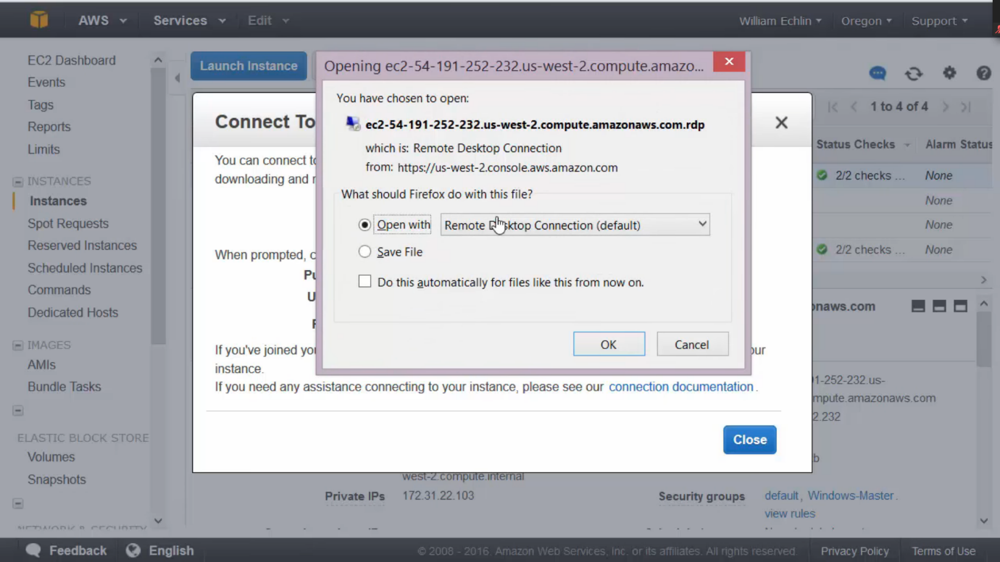 AWS
Services
Edit
William Echlin
Oregon
Support
EC2 Dashboard
Events
Tags
Reports
Limits
INSTANCES
Instances
Spot Requests
Reserved Instances
Scheduled Instances
Commands
Dedicated Hosts
IMAGES
AMIs
Bundle Tasks
ELASTIC BLOCK STORE
Volumes
Snapshots
NETWORK & SECURITY
Launch Instance
1 to 4 of 4
Status Checks
Alarm Status
2/2 checks ...
None
None
None
2/2 checks ...
None
Connect To
You can connect to
downloading and r
When prompted, c
Pu
U
P
If you've joined you
our
instance.
If you need any assistance connecting to your instance, please see our connection documentation.
Close
Opening ec2-54-191-252-232.us-west-2.compute.amazo...
You have chosen to open:
ec2-54-191-252-232.us-west-2.compute.amazonaws.com.rdp
which is: Remote Desktop Connection
from: https://us-west-2.console.aws.amazon.com
What should Firefox do with this file?
Open with
Remote Desktop Connection (default)
Save File
Do this automatically for files like this from now on.
OK
Cancel
onaws.com
1-252-232.us-
mpute.amazonaws.com
2.232
b
west-2.compute.internal
Private IPs
172.31.22.103
Security groups
default, Windows-Master.
view rules
Feedback
English
© 2008 - 2016, Amazon Web Services, Inc. or its affiliates. All rights reserved.
Privacy Policy
Terms of Use